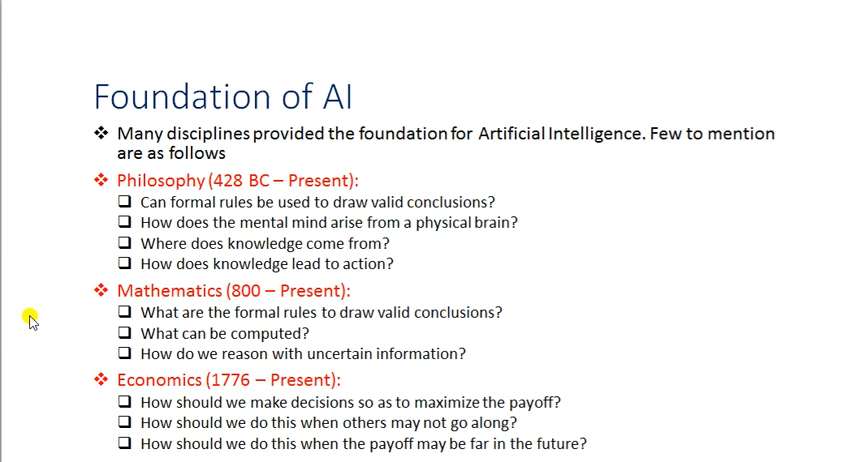 Foundation of AI
❖ Many disciplines provided the foundation for Artificial Intelligence. Few to mention
are as follows
❖ Philosophy (428 BC – Present):
❑ Can formal rules be used to draw valid conclusions?
❑ How does the mental mind arise from a physical brain?
❑ Where does knowledge come from?
❑ How does knowledge lead to action?
❖ Mathematics (800 – Present):
❑ What are the formal rules to draw valid conclusions?
❑ What can be computed?
❑ How do we reason with uncertain information?
❖ Economics (1776 – Present):
❑ How should we make decisions so as to maximize the payoff?
❑ How should we do this when others may not go along?
❑ How should we do this when the payoff may be far in the future?